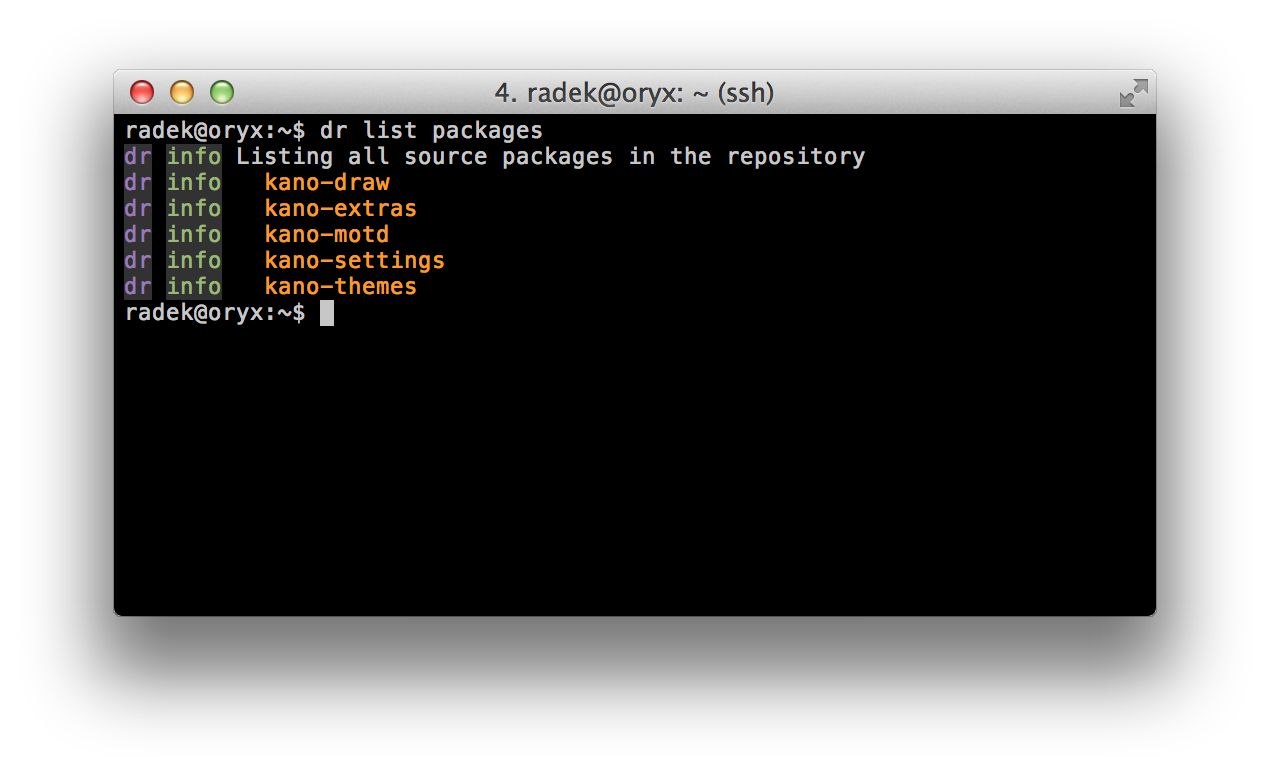 4. radek@oryx: ~ (ssh)
radek@oryx:~$ dr list packages
dr info Listing all source packages in the repository
dr info kano-draw
dr info kano-extras
dr info kano-motd
dr info kano-settings
dr info kano-themes
radek@oryx:~$